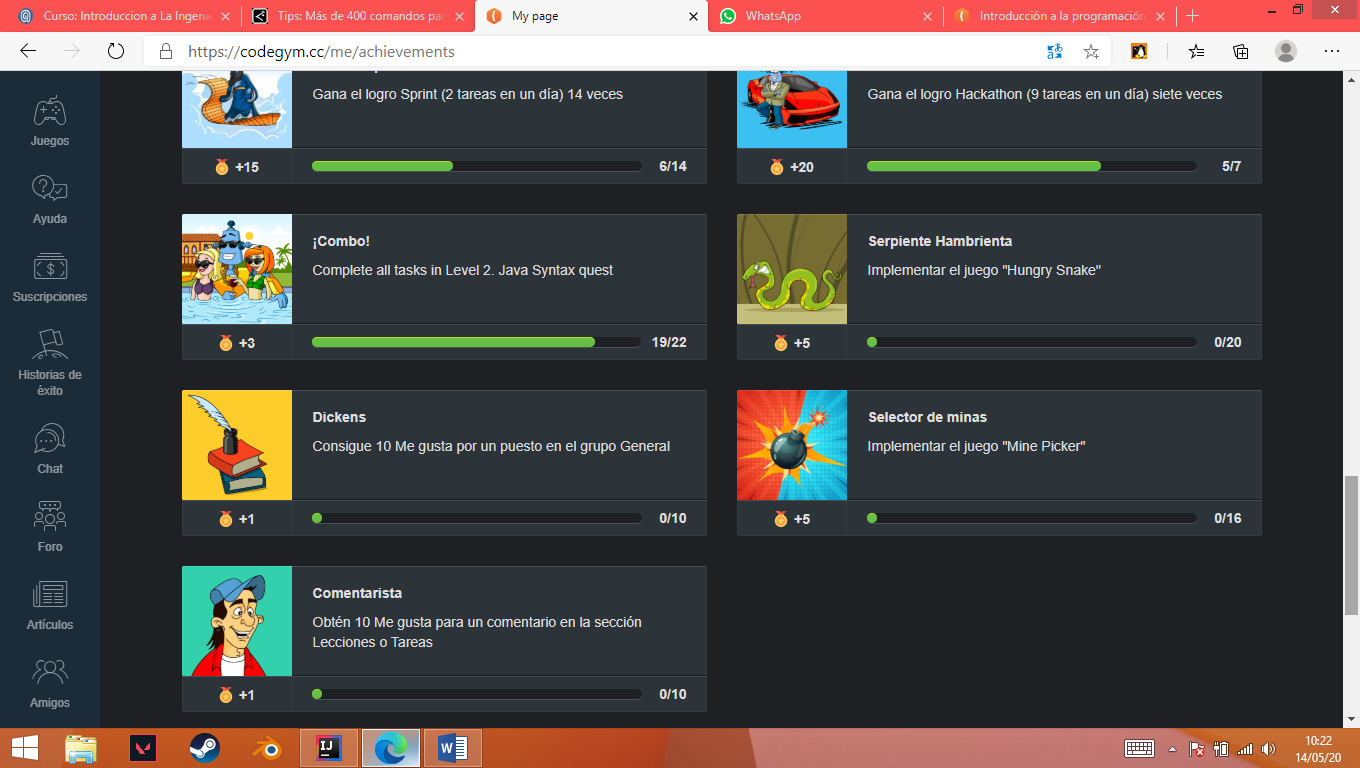 Curso: Introduccion a La Ingeni
Tips: Más de 400 comandos par
My page
WhatsApp
Introducción a la programación
https://codegym.cc/me/achievements
Juegos
Ayuda
Suscripciones
Historias de
éxito
Chat
Foro
Artículos
Amigos
Gana el logro Sprint (2 tareas en un día) 14 veces
+15
6/14
Gana el logro Hackathon (9 tareas en un día) siete veces
+20
5/7
¡Combo!
Complete all tasks in Level 2. Java Syntax quest
+3
19/22
Serpiente Hambrienta
Implementar el juego "Hungry Snake"
+5
0/20
Dickens
Consigue 10 Me gusta por un puesto en el grupo General
+1
0/10
Selector de minas
Implementar el juego "Mine Picker"
+5
0/16
Comentarista
Obtén 10 Me gusta para un comentario en la sección
Lecciones o Tareas
+1
0/10
10:22
14/05/20